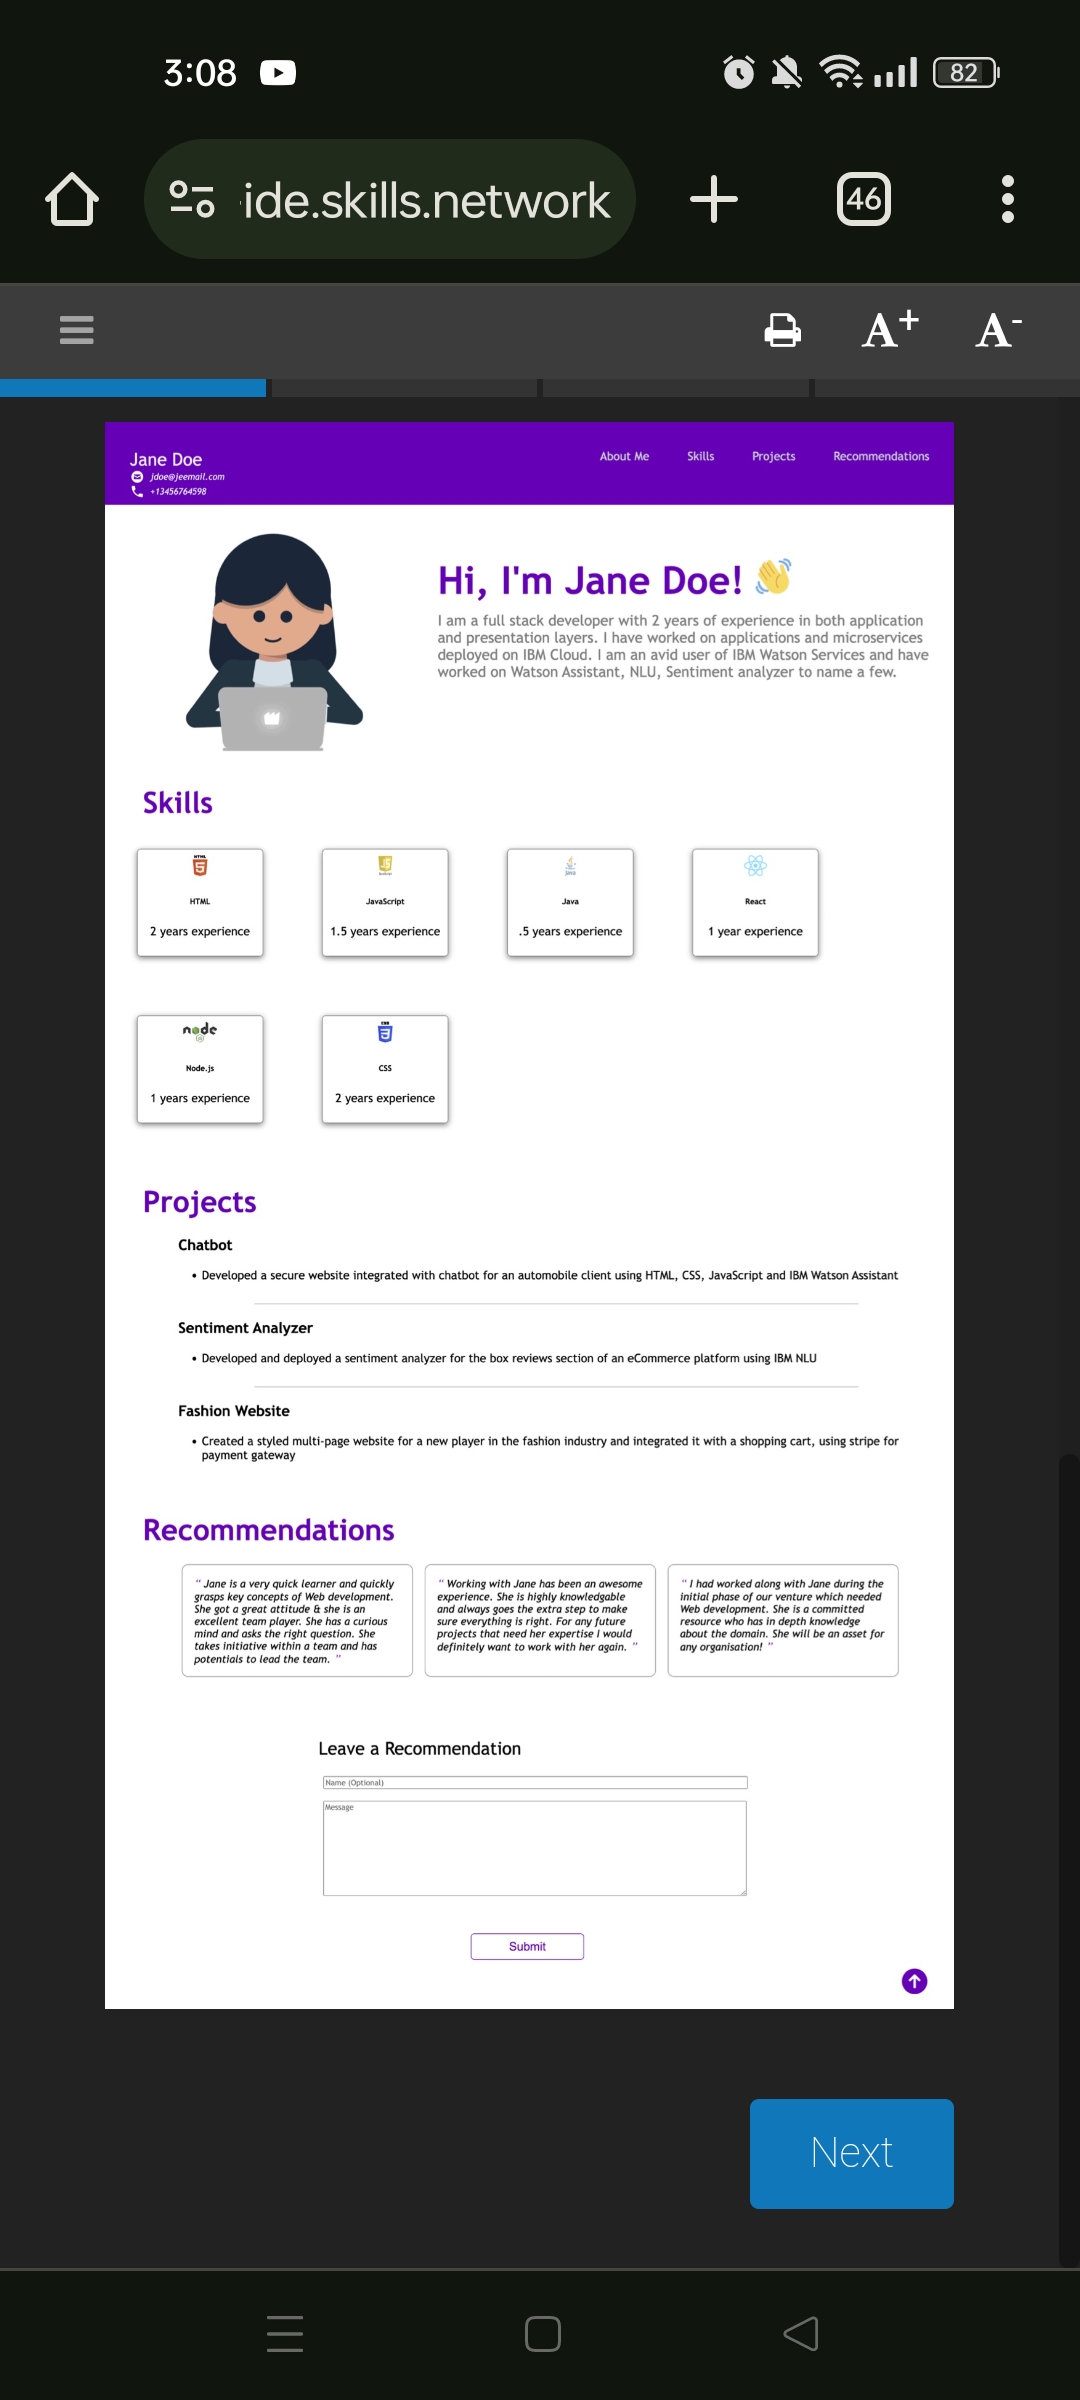 3:08
82
ide.skills.network
46
A+
A-
Jane Doe
jdoe@jeemail.com
+13456764598
About Me
Skills
Projects
Recommendations
Hi, I'm Jane Doe! 👋
I am a full stack developer with 2 years of experience in both application
and presentation layers. I have worked on applications and microservices
deployed on IBM Cloud. I am an avid user of IBM Watson Services and have
worked on Watson Assistant, NLU, Sentiment analyzer to name a few.
Skills
HTML
5
HTML
2 years experience
JS
JavaScript
1.5 years experience
Java
Java
.5 years experience
React
1 year experience
node
JS
Node.js
1 years experience
CSS
3
CSS
2 years experience
Projects
Chatbot
• Developed a secure website integrated with chatbot for an automobile client using HTML, CSS, JavaScript and IBM Watson Assistant
Sentiment Analyzer
• Developed and deployed a sentiment analyzer for the box reviews section of an eCommerce platform using IBM NLU
Fashion Website
• Created a styled multi-page website for a new player in the fashion industry and integrated it with a shopping cart, using stripe for
payment gateway
Recommendations
“ Jane is a very quick learner and quickly
grasps key concepts of Web development.
She got a great attitude & she is an
excellent team player. She has a curious
mind and asks the right question. She
takes initiative within a team and has
potentials to lead the team. ”
“ Working with Jane has been an awesome
experience. She is highly knowledgable
and always goes the extra step to make
sure everything is right. For any future
projects that need her expertise I would
definitely want to work with her again. ”
“ I had worked along with Jane during the
initial phase of our venture which needed
Web development. She is a committed
resource who has in depth knowledge
about the domain. She will be an asset for
any organisation! ”
Leave a Recommendation
Name (Optional)
Message
Submit
Next